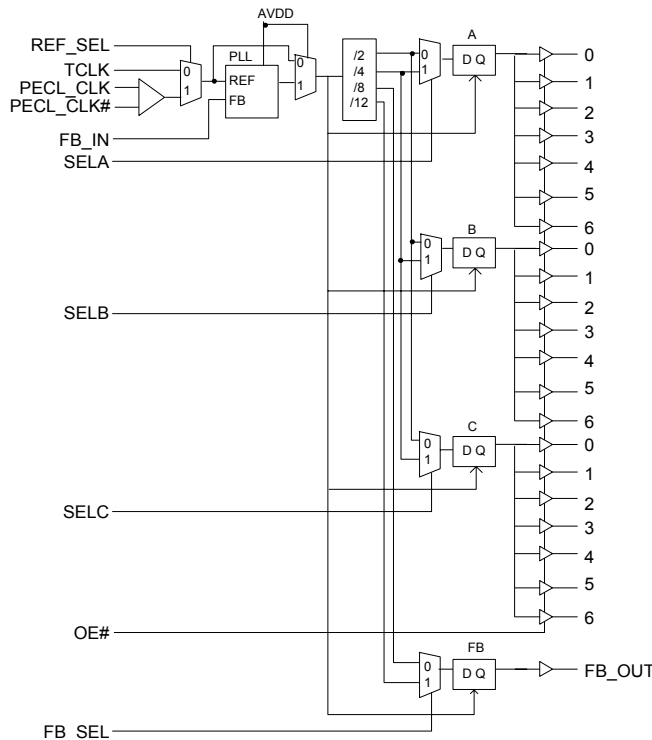 AVDD
REF_SEL
TCLK
PECL_CLK
PECL_CLK#
FB_IN
SELA
0
1
PLL
REF
FB
0
1
/2
/4
/8
/12
0
1
A
D Q
0
1
2
3
4
5
6
SELB
0
1
B
D Q
0
1
2
3
4
5
6
SELC
0
1
C
D Q
0
1
2
3
4
5
6
OE#
FB_SEL
0
1
FB
D Q
FB_OUT